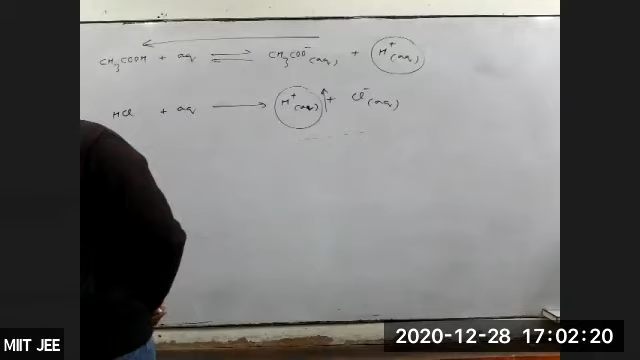 CH3COOH + aq ⇌ CH3COO⁻(aq) + H⁺(aq)
HCl + aq ⟶ H⁺(aq) ↑ + Cl⁻(aq)
MIIT JEE
2020-12-28 17:02:20